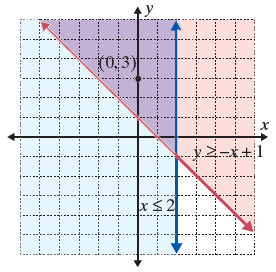 y
(0, 3)
x
y ≥ −x + 1
x ≤ 2